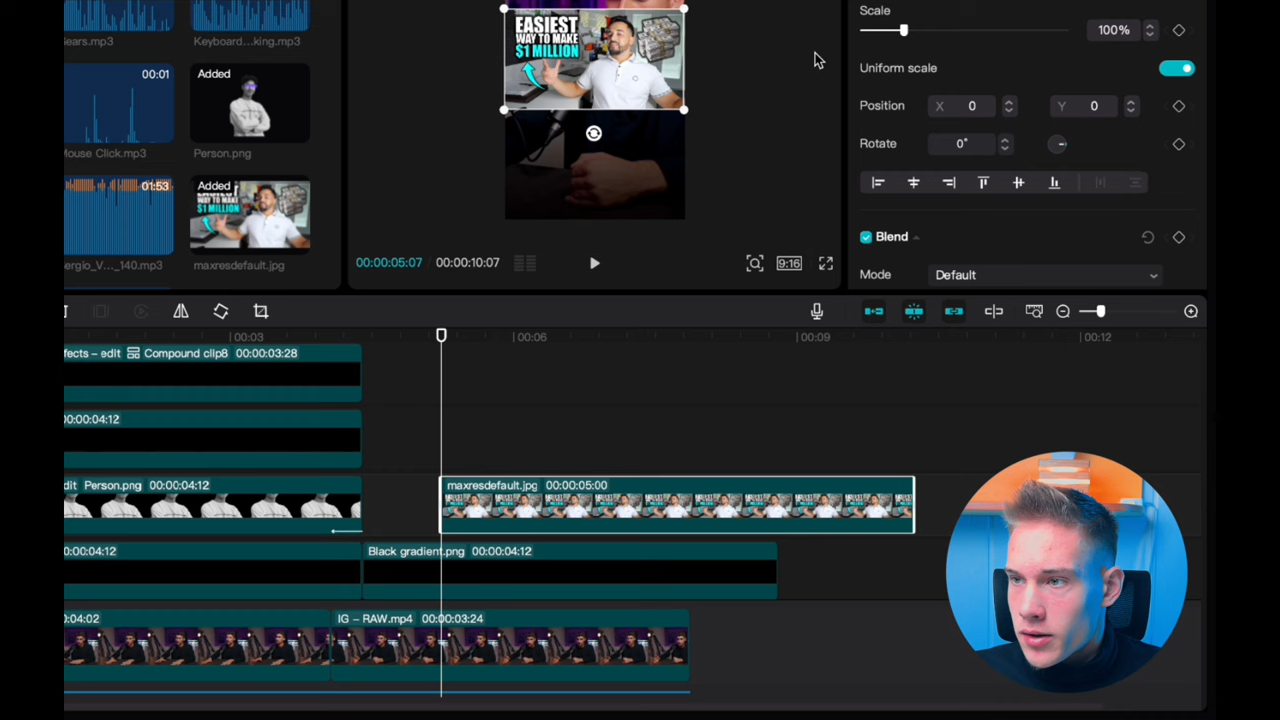 Scale
100%
ears.mp3
Keyboard...king.mp3
EASIEST
WAY TO MAKE
$1 MILLION
Uniform scale
00:01
Added
Position
X 0
Y 0
Rotate
0°
ouse Click.mp3
Person.png
01:53
Added
WAY TO MAKE
$1 MILLION
Blend
ergio_V..._140.mp3
maxresdefault.jpg
00:00:05:07 / 00:00:10:07
9:16
Mode
Default
00:03
00:06
00:09
00:12
fects – edit Compound clip8 00:00:03:28
00:00:04:12
dit Person.png 00:00:04:12
maxresdefault.jpg 00:00:05:00
00:00:04:12
Black gradient.png 00:00:04:12
:04:02
IG – RAW.mp4 00:00:03:24